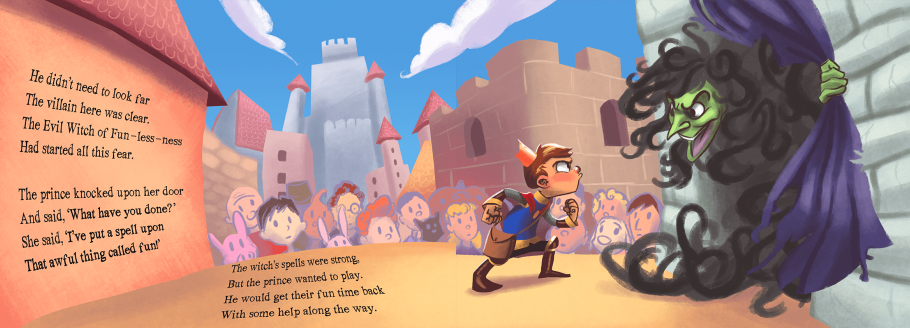 He didn't need to look far
The villain here was clear.
The Evil Witch of Fun-less-ness
Had started all this fear.
The prince knocked upon her door
And said, 'What have you done?'
She said, 'I've put a spell upon
That awful thing called fun!'
The witch's spells were strong,
But the prince wanted to play.
He would get their fun time back
With some help along the way.